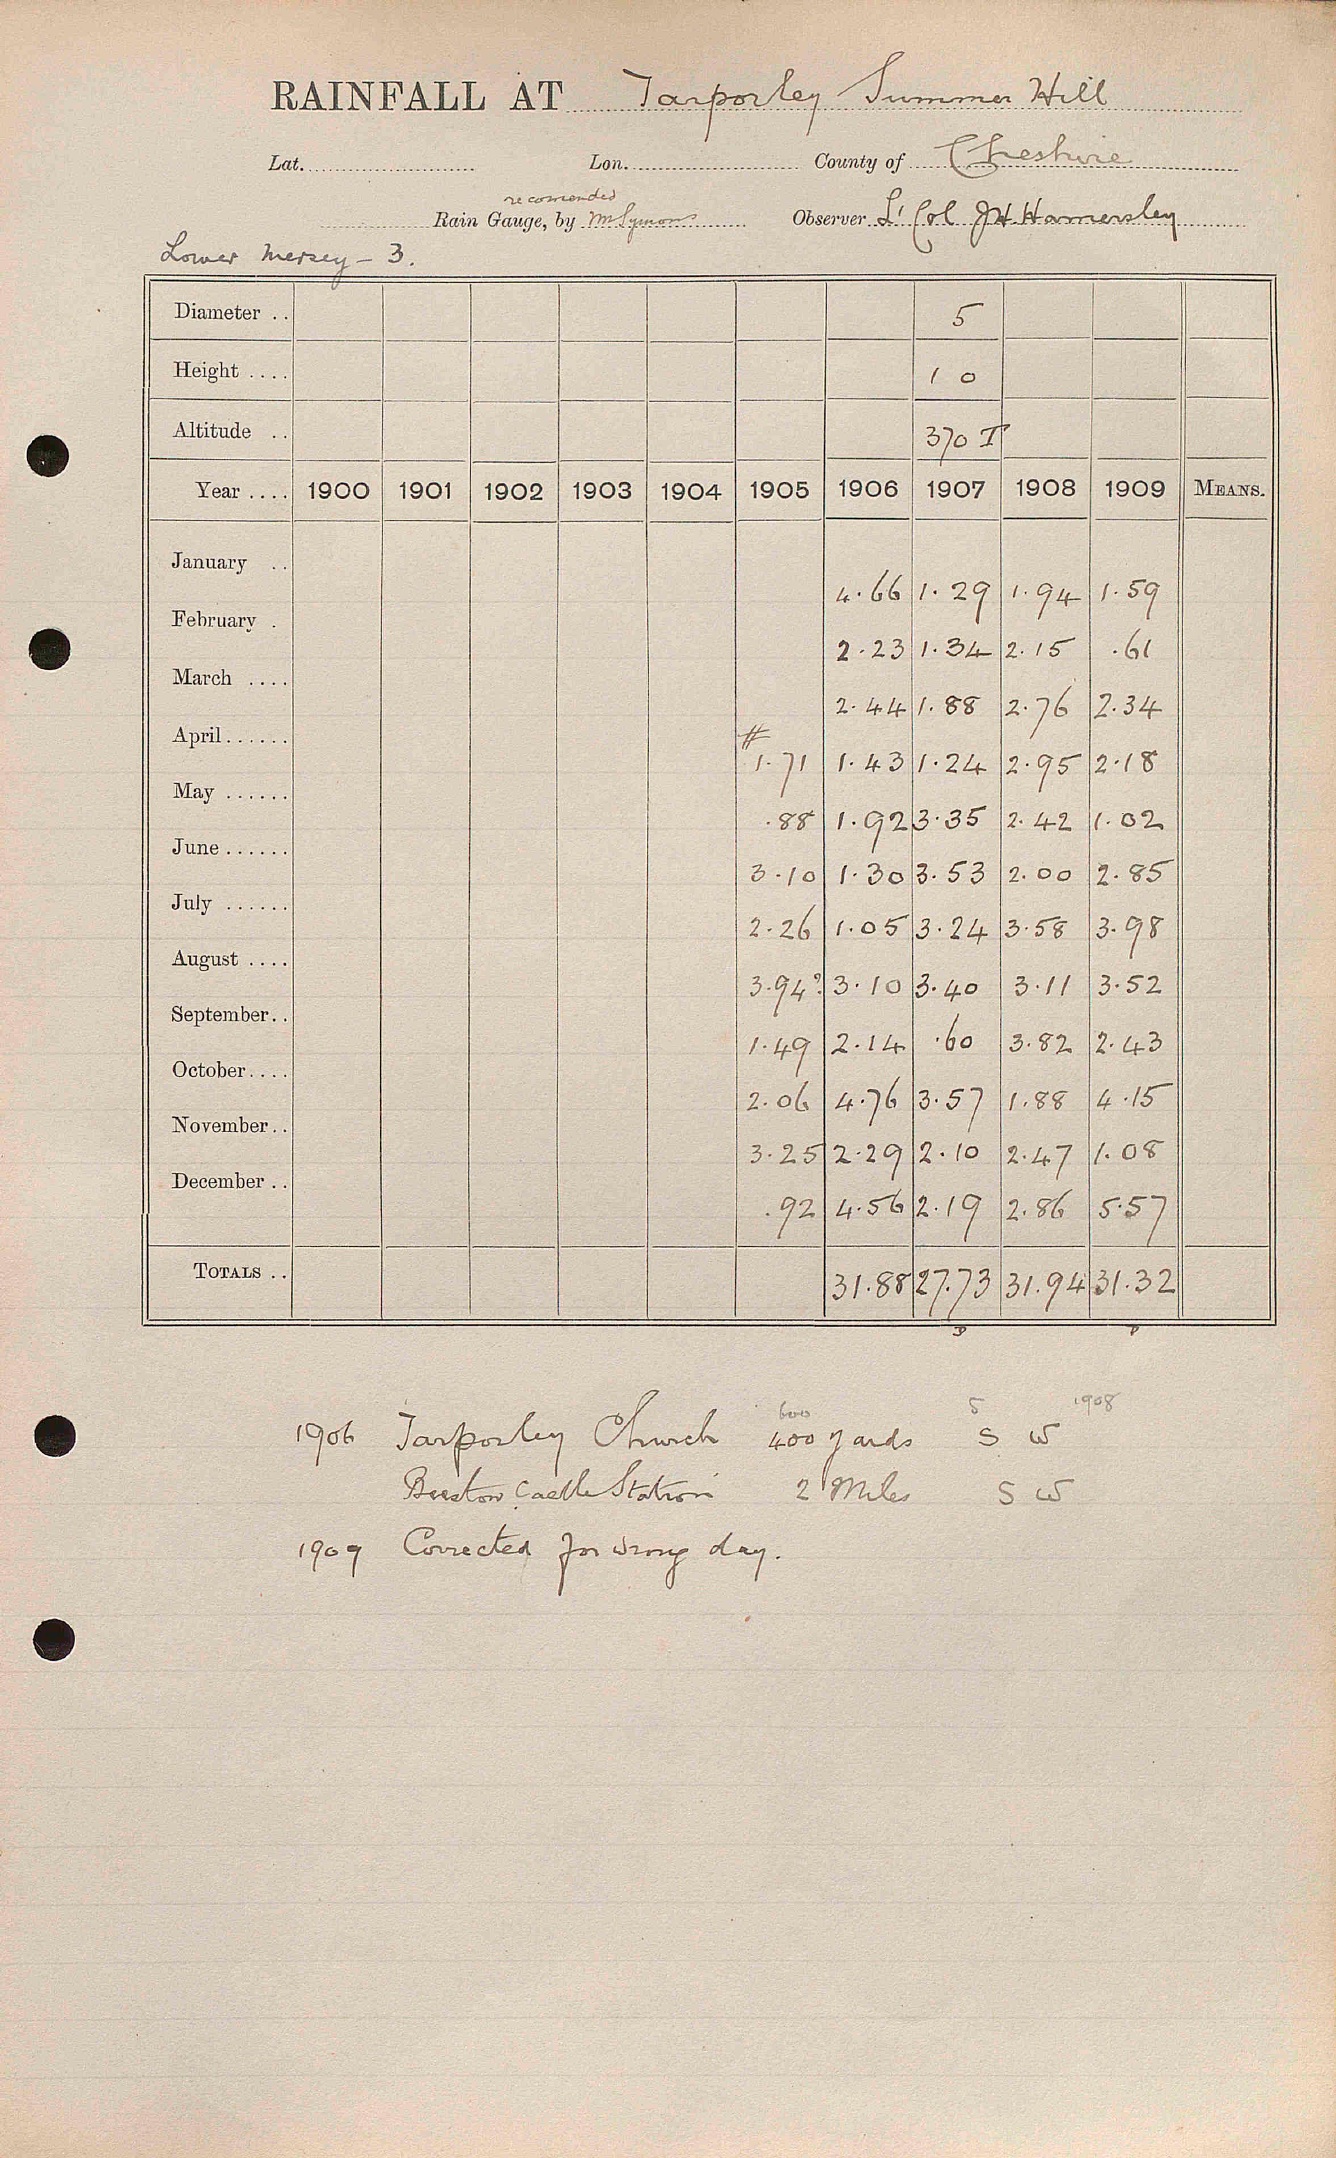 RAINFALL AT Tarporley Summer Hill
Lat. Lon. County of Cheshire
recomended
Rain Gauge, by Mr Symons Observer Lt Col J H Hamersley
Lower Mersey - 3.
Diameter .. 5
Height .... 1 0
Altitude .. 370 T
Year .... 1900 1901 1902 1903 1904 1905 1906 1907 1908 1909 MEANS.
January .. 4.66 1.29 1.94 1.59
February . 2.23 1.34 2.15 .61
March .... 2.44 1.88 2.76 2.34
#
April...... 1.71 1.43 1.24 2.95 2.18
May ...... .88 1.92 3.35 2.42 1.02
June...... 3.10 1.30 3.53 2.00 2.85
July ...... 2.26 1.05 3.24 3.58 3.98
August .... 3.94? 3.10 3.40 3.11 3.52
September.. 1.49 2.14 .60 3.82 2.43
October.... 2.06 4.76 3.57 1.88 4.15
November.. 3.25 2.29 2.10 2.47 1.08
December .. .92 4.56 2.19 2.86 5.57
TOTALS .. 31.88 27.73 31.94 31.32
600 S 1908
1906 Tarporley Church 400 yards S W
Beeston Castle Station 2 Miles S W
1909 Corrected for wrong day.